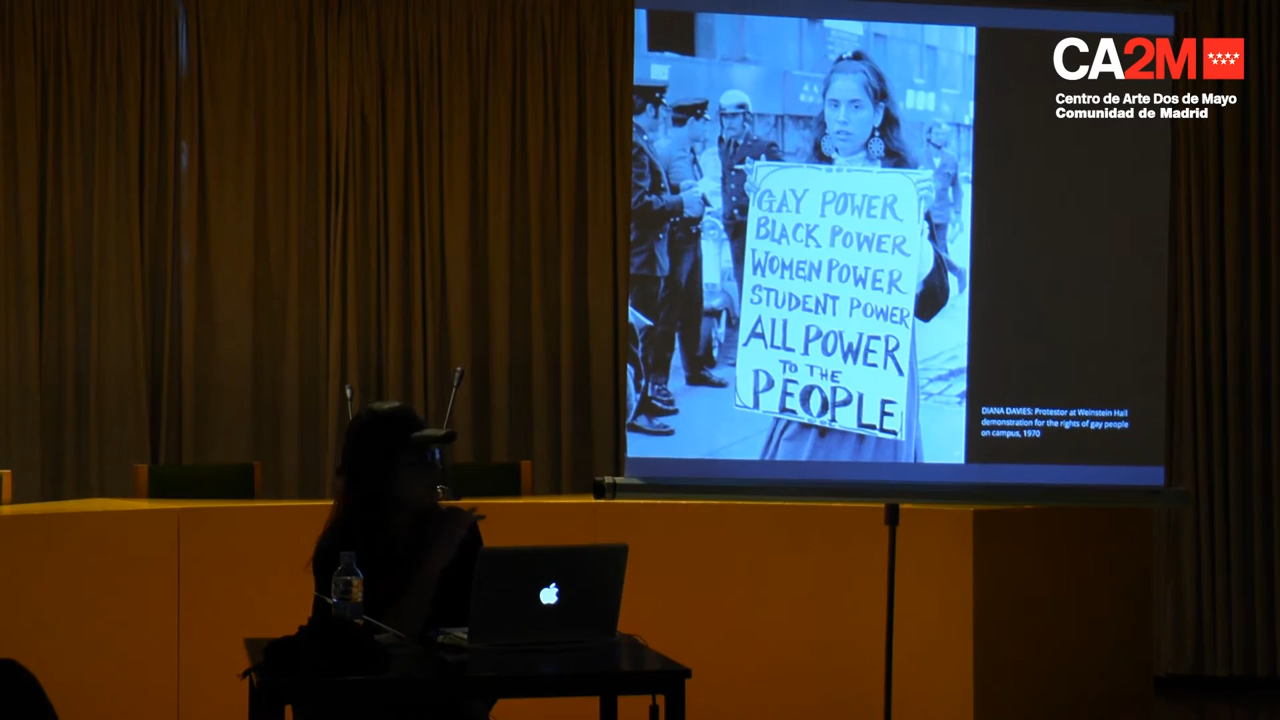 CA2M
Centro de Arte Dos de Mayo
Comunidad de Madrid
GAY POWER
BLACK POWER
WOMEN POWER
STUDENT POWER
ALL POWER
TO THE
PEOPLE
DIANA DAVIES: Protestor at Weinstein Hall
demonstration for the rights of gay people
on campus, 1970